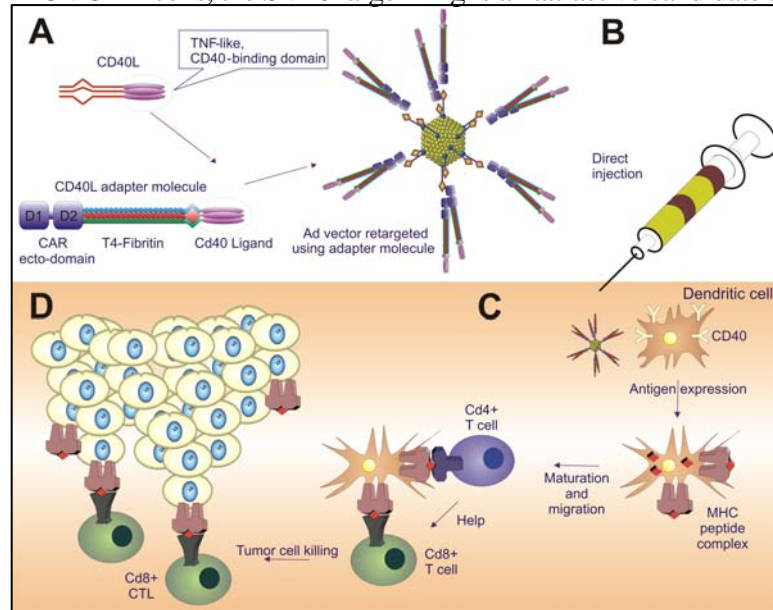 A
CD40L
TNF-like,
CD40-binding domain
CD40L adapter molecule
D1 D2
CAR
ecto-domain
T4-Fibritin
Cd40 Ligand
Ad vector retargeted
using adapter molecule
B
Direct
injection
C
Dendritic cell
CD40
Antigen expression
MHC
peptide
complex
Maturation
and
migration
D
Cd4+
T cell
Help
Cd8+
T cell
Tumor cell killing
Cd8+
CTL